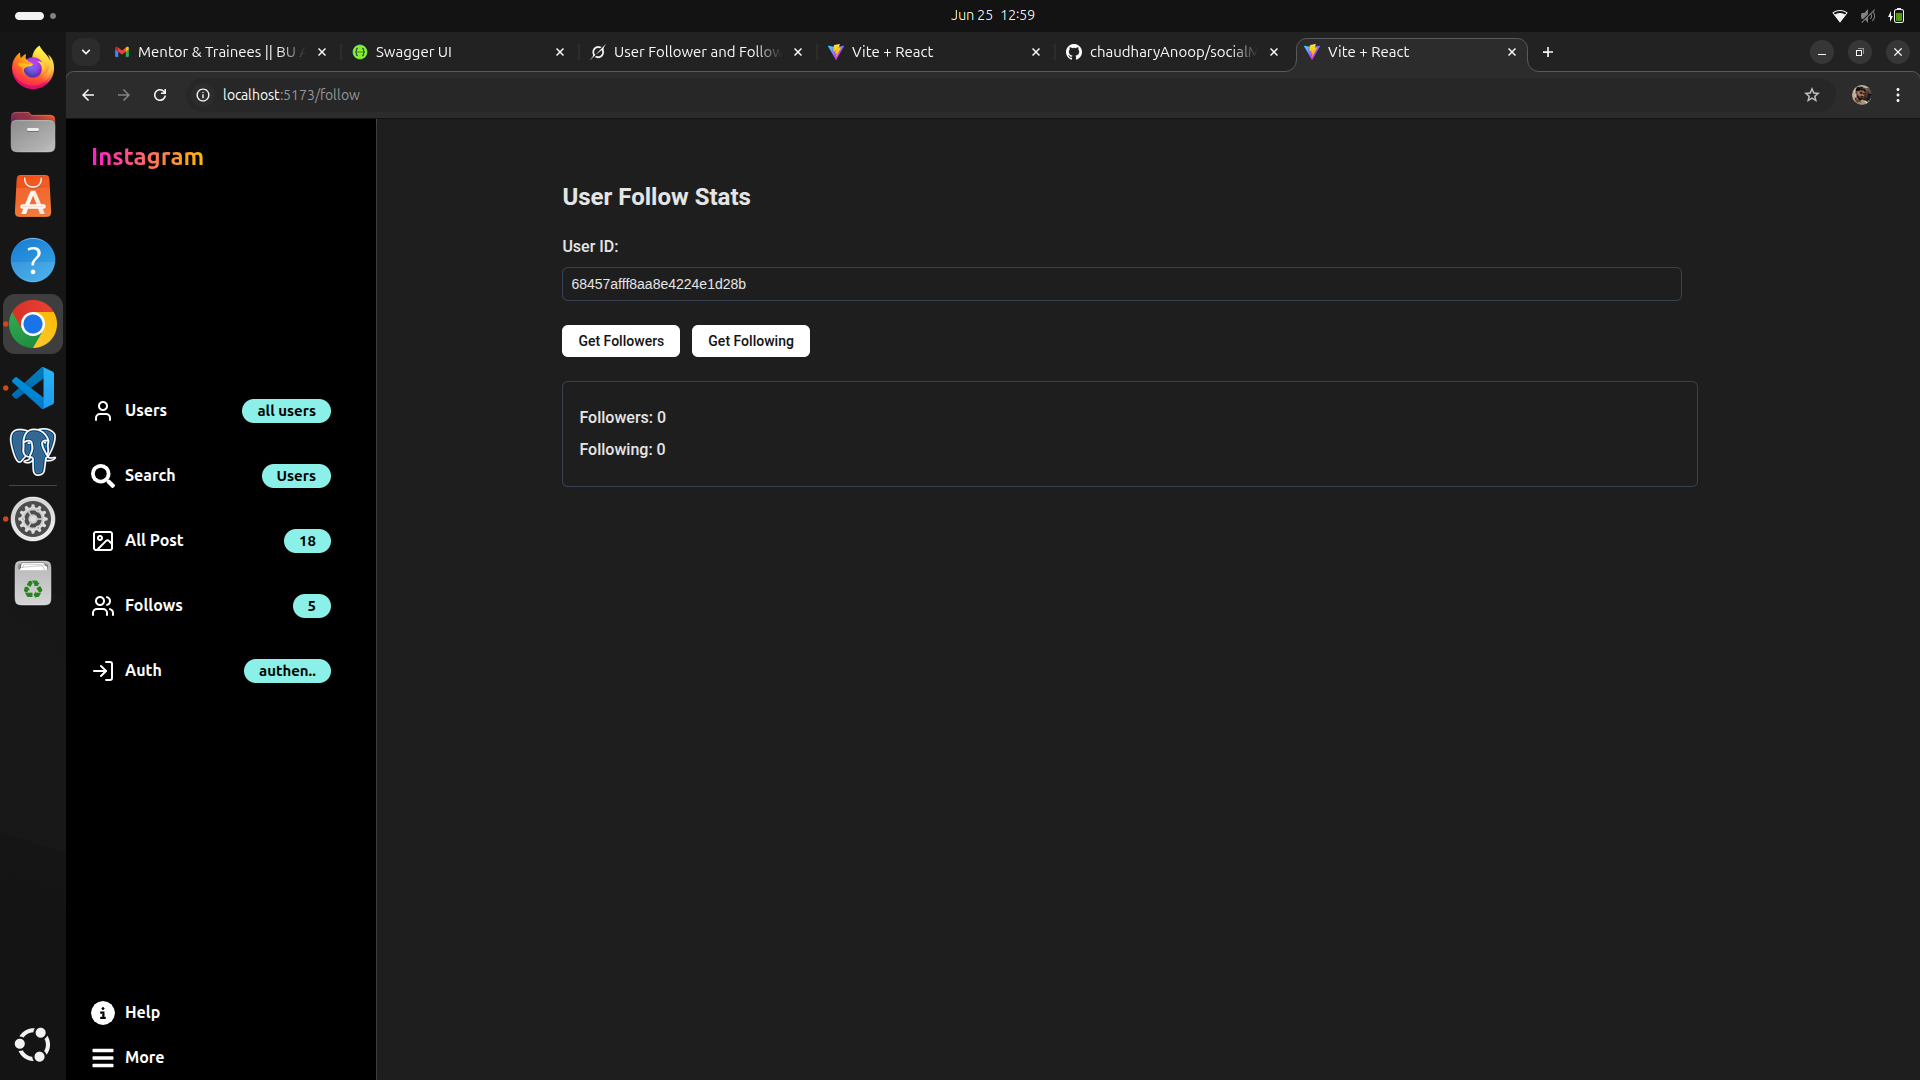 Jun 25 12:59
Mentor & Trainees || BU
Swagger UI
User Follower and Follow
Vite + React
chaudharyAnoop/socialM
Vite + React
localhost:5173/follow
Instagram
Users
all users
Search
Users
All Post
18
Follows
5
Auth
authen..
Help
More
User Follow Stats
User ID:
68457afff8aa8e4224e1d28b
Get Followers
Get Following
Followers: 0
Following: 0